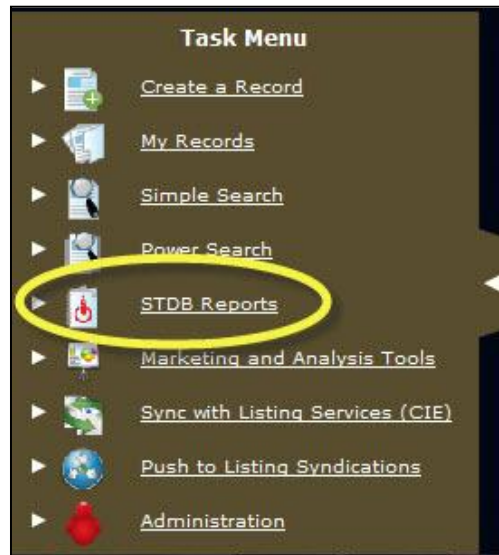 Task Menu
Create a Record
My Records
Simple Search
Power Search
STDB Reports
Marketing and Analysis Tools
Sync with Listing Services (CIE)
Push to Listing Syndications
Administration